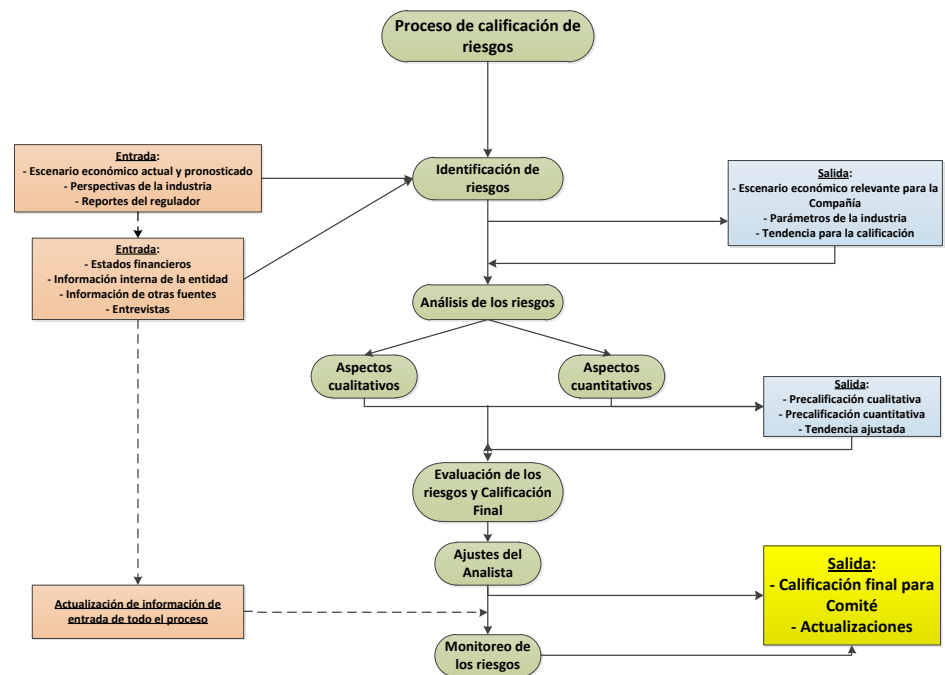 Proceso de calificación de
riesgos
Entrada:
- Escenario económico actual y pronosticado
- Perspectivas de la industria
- Reportes del regulador
Identificación de
riesgos
Salida:
- Escenario económico relevante para la
Compañía
- Parámetros de la industria
- Tendencia para la calificación
Entrada:
- Estados financieros
- Información interna de la entidad
- Información de otras fuentes
- Entrevistas
Análisis de los riesgos
Aspectos
cualitativos
Aspectos
cuantitativos
Salida:
- Precalificación cualitativa
- Precalificación cuantitativa
- Tendencia ajustada
Evaluación de los
riesgos y Calificación
Final
Ajustes del
Analista
Salida:
- Calificación final para
Comité
- Actualizaciones
Actualización de información de
entrada de todo el proceso
Monitoreo de
los riesgos